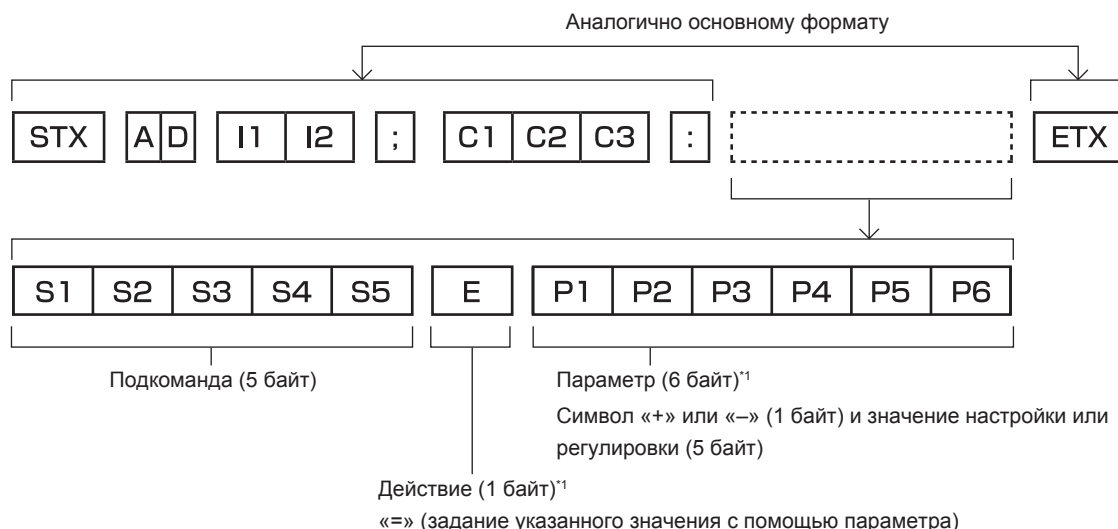 Аналогично основному формату
STX A D I1 I2 ; C1 C2 C3 : ETX
S1 S2 S3 S4 S5 E P1 P2 P3 P4 P5 P6
Подкоманда (5 байт)
Параметр (6 байт)*1
Символ «+» или «–» (1 байт) и значение настройки или
регулировки (5 байт)
Действие (1 байт)*1
«=» (задание указанного значения с помощью параметра)